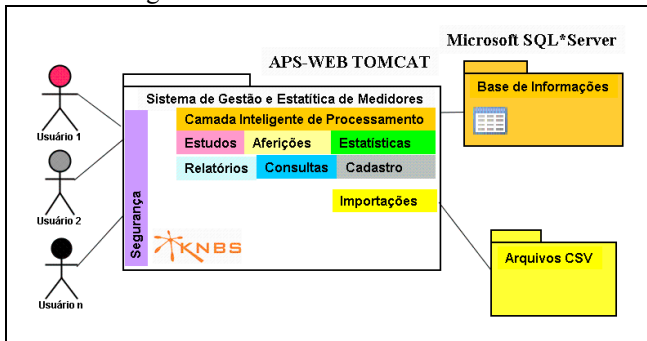 Microsoft SQL*Server
APS-WEB TOMCAT
Base de Informações
Sistema de Gestão e Estatítica de Medidores
Camada Inteligente de Processamento
Estudos Aferições Estatísticas
Relatórios Consultas Cadastro
Importações
Segurança
KNBS
Usuário 1
Usuário 2
Usuário n
Arquivos CSV